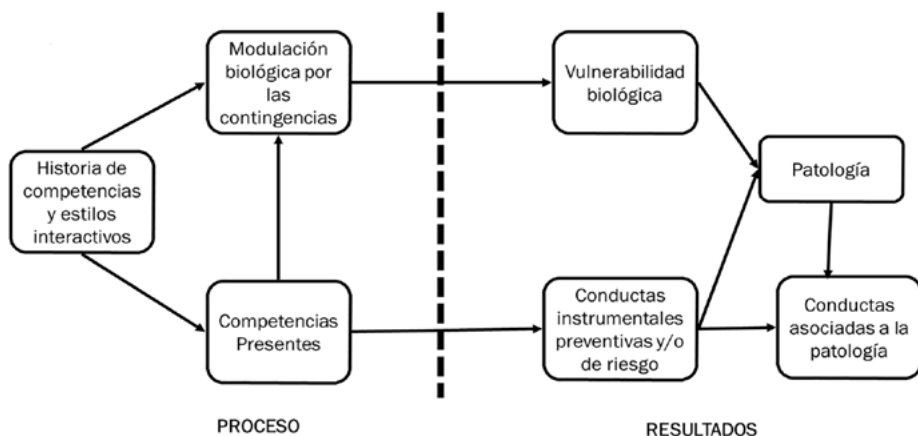 Historia de
competencias
y estilos
interactivos
Modulación
biológica por
las
contingencias
Competencias
Presentes
PROCESO
Vulnerabilidad
biológica
Conductas
instrumentales
preventivas y/o
de riesgo
Patología
Conductas
asociadas a la
patología
RESULTADOS